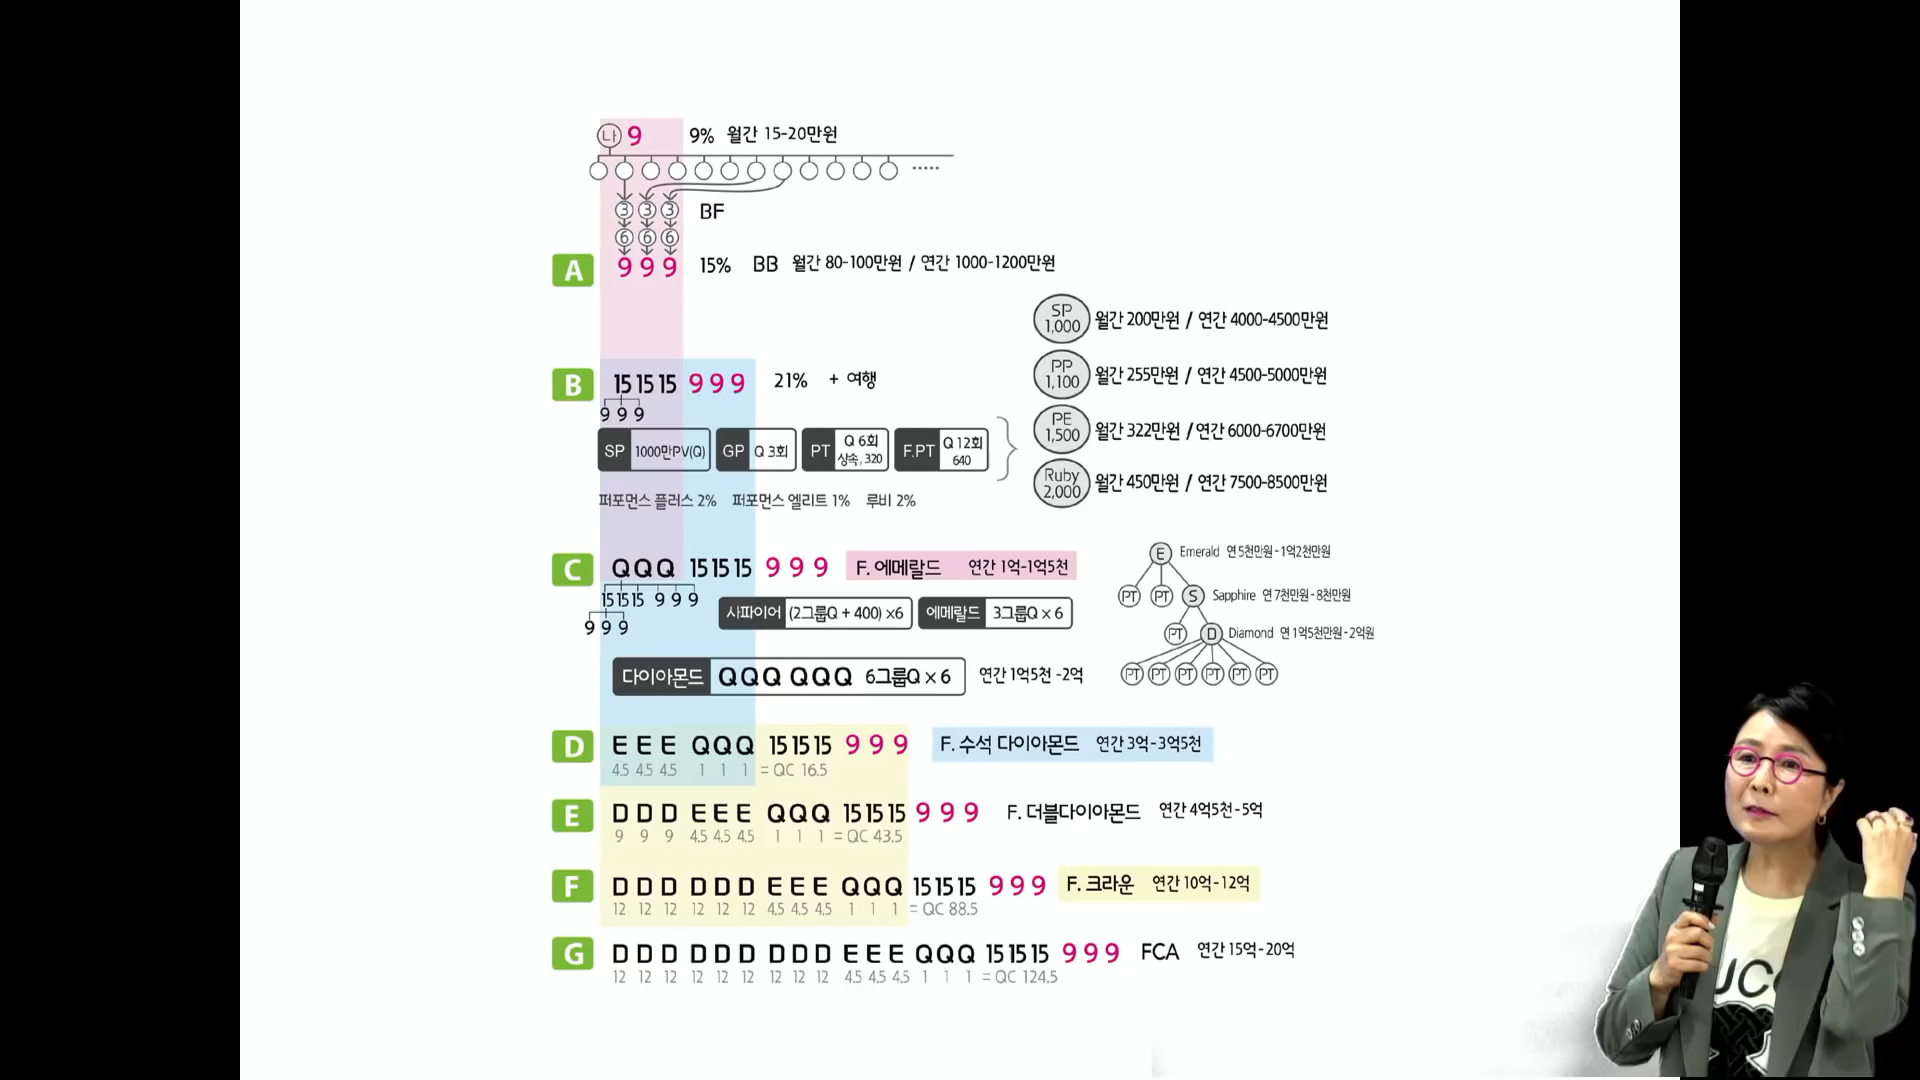 나 9 9% 월간 15-20만원
.....
3 3 3 BF
6 6 6
A 9 9 9 15% BB 월간 80-100만원 / 연간 1000-1200만원
SP 1,000 월간 200만원 / 연간 4000-4500만원
PP 1,100 월간 255만원 / 연간 4500-5000만원
PE 1,500 월간 322만원 /연간 6000-6700만원
Ruby 2,000 월간 450만원 / 연간 7500-8500만원
B 15 15 15 9 9 9 21% + 여행
9 9 9
SP 1000만PV(Q) GP Q 3회 PT Q 6회 상속, 320 F.PT Q 12회 640
퍼포먼스 플러스 2% 퍼포먼스 엘리트 1% 루비 2%
C Q Q Q 15 15 15 9 9 9 F. 에메랄드 연간 1억-1억5천
15 15 15 9 9 9
9 9 9
사파이어 (2그룹Q + 400) ×6 에메랄드 3그룹Q × 6
다이아몬드 Q Q Q Q Q Q 6그룹Q × 6 연간 1억5천 -2억
E Emerald 연 5천만원 - 1억2천만원
PT PT S Sapphire 연 7천만원 - 8천만원
PT D Diamond 연 1억5천만원 - 2억원
PT PT PT PT PT PT
D E E E Q Q Q 15 15 15 9 9 9 F. 수석 다이아몬드 연간 3억-3억5천
4.5 4.5 4.5 1 1 1 = QC 16.5
E D D D E E E Q Q Q 15 15 15 9 9 9 F. 더블다이아몬드 연간 4억5천-5억
9 9 9 4.5 4.5 4.5 1 1 1 = QC 43.5
F D D D D D D E E E Q Q Q 15 15 15 9 9 9 F. 크라운 연간 10억-12억
12 12 12 12 12 12 4.5 4.5 4.5 1 1 1 = QC 88.5
G D D D D D D D D D E E E Q Q Q 15 15 15 9 9 9 FCA 연간 15억-20억
12 12 12 12 12 12 12 12 12 4.5 4.5 4.5 1 1 1 = QC 124.5